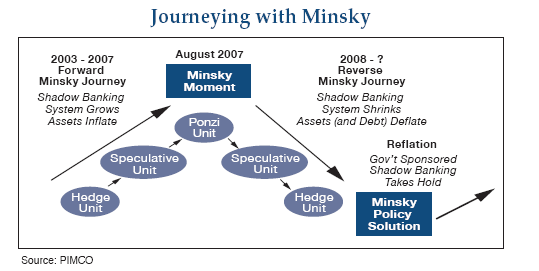 Journeying with Minsky
2003 - 2007
Forward
Minsky Journey
Shadow Banking
System Grows
Assets Inflate
August 2007
Minsky
Moment
2008 - ?
Reverse
Minsky Journey
Shadow Banking
System Shrinks
Assets (and Debt) Deflate
Ponzi
Unit
Speculative
Unit
Speculative
Unit
Hedge
Unit
Hedge
Unit
Reflation
Gov't Sponsored
Shadow Banking
Takes Hold
Minsky
Policy
Solution
Source: PIMCO